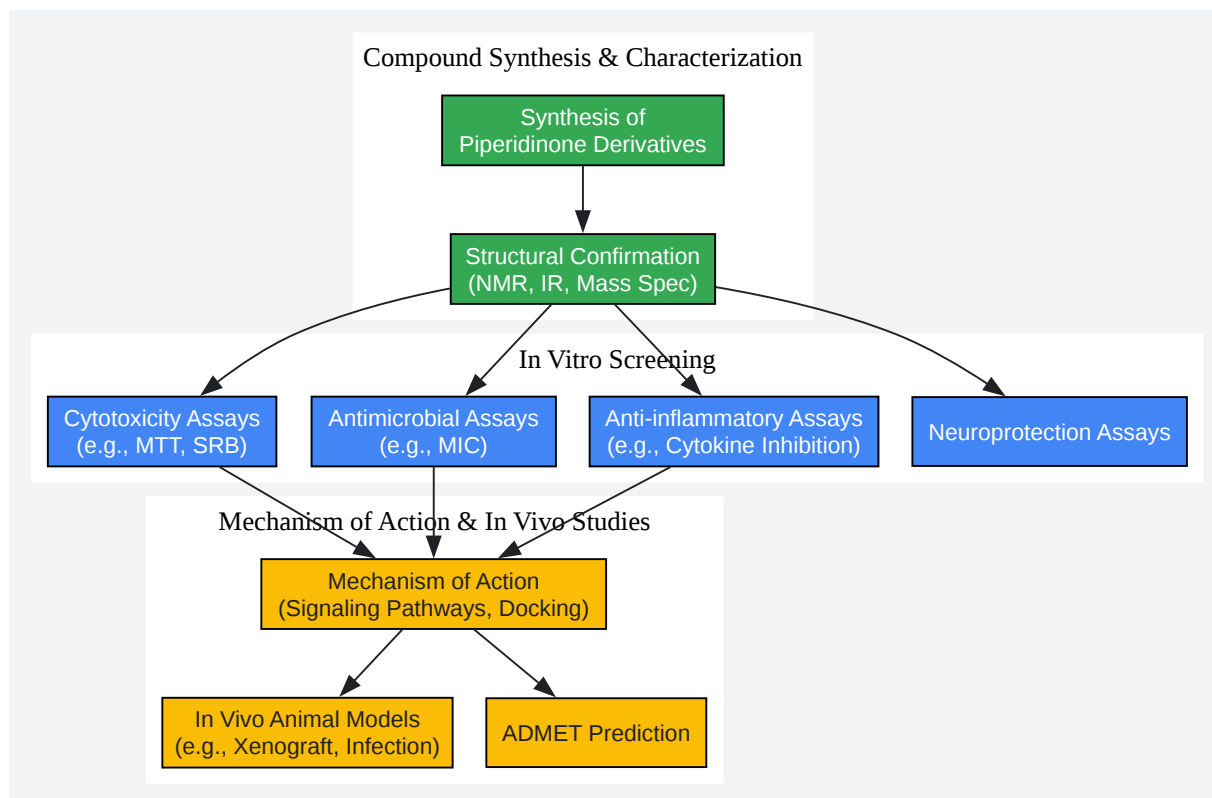 Compound Synthesis & Characterization
Synthesis of
Piperidinone Derivatives
Structural Confirmation
(NMR, IR, Mass Spec)
In Vitro Screening
Cytotoxicity Assays
(e.g., MTT, SRB)
Antimicrobial Assays
(e.g., MIC)
Anti-inflammatory Assays
(e.g., Cytokine Inhibition)
Neuroprotection Assays
Mechanism of Action & In Vivo Studies
Mechanism of Action
(Signaling Pathways, Docking)
In Vivo Animal Models
(e.g., Xenograft, Infection)
ADMET Prediction